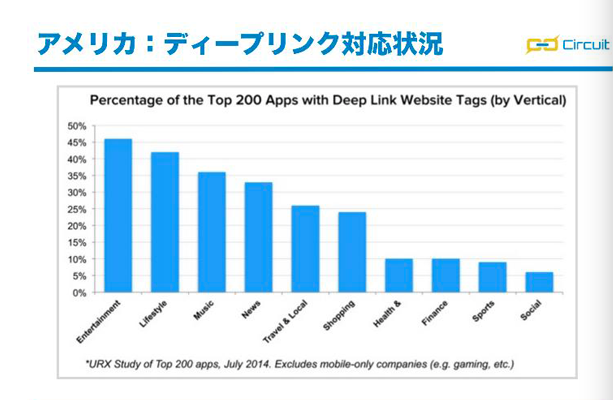 アメリカ：ディープリンク対応状況
Circuit
Percentage of the Top 200 Apps with Deep Link Website Tags (by Vertical)
50%
45%
40%
35%
30%
25%
20%
15%
10%
5%
0%
Entertainment
Lifestyle
Music
News
Travel & Local
Shopping
Health &
Finance
Sports
Social
*URX Study of Top 200 apps, July 2014. Excludes mobile-only companies (e.g. gaming, etc.)